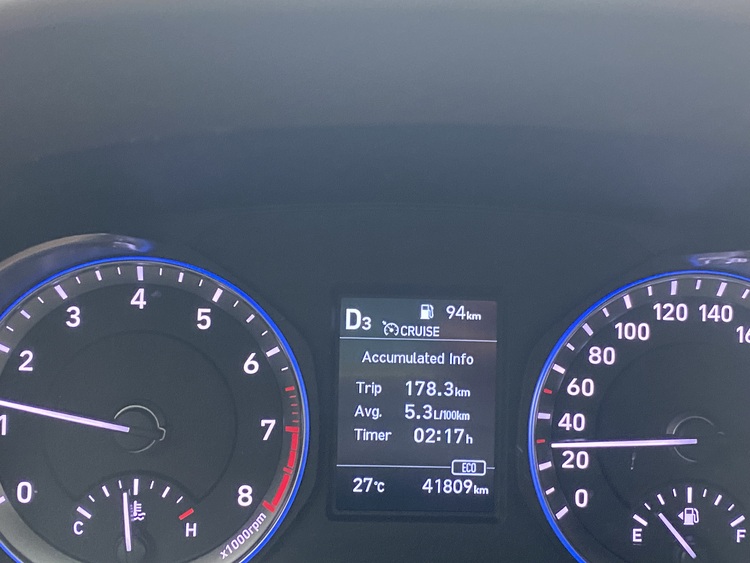 94km
D3
CRUISE
Accumulated Info
Trip 178.3km
Avg. 5.3L/100km
Timer 02:17h
ECO
27°C 41809km
0
1
2
3
4
5
6
7
8
x1000rpm
C H
0
20
40
60
80
100
120
140
E F